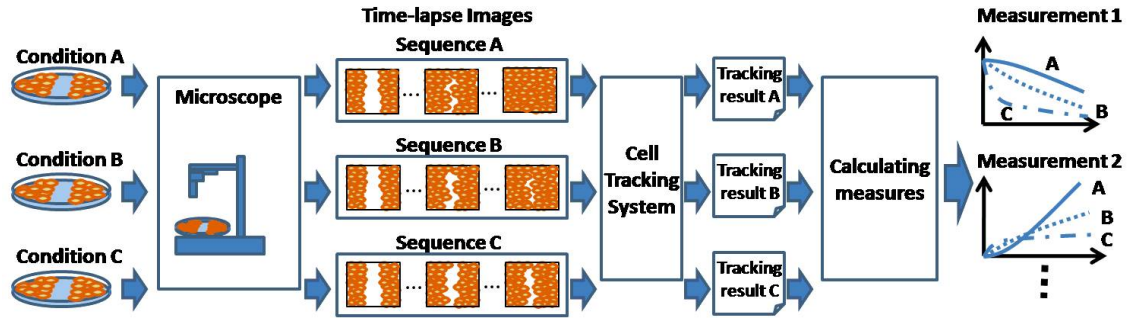 Time-lapse Images
Condition A
Condition B
Condition C
Microscope
Sequence A
... ...
Sequence B
... ...
Sequence C
... ...
Cell
Tracking
System
Tracking
result A
Tracking
result B
Tracking
result C
Calculating
measures
Measurement 1
A
B
C
Measurement 2
A
B
C